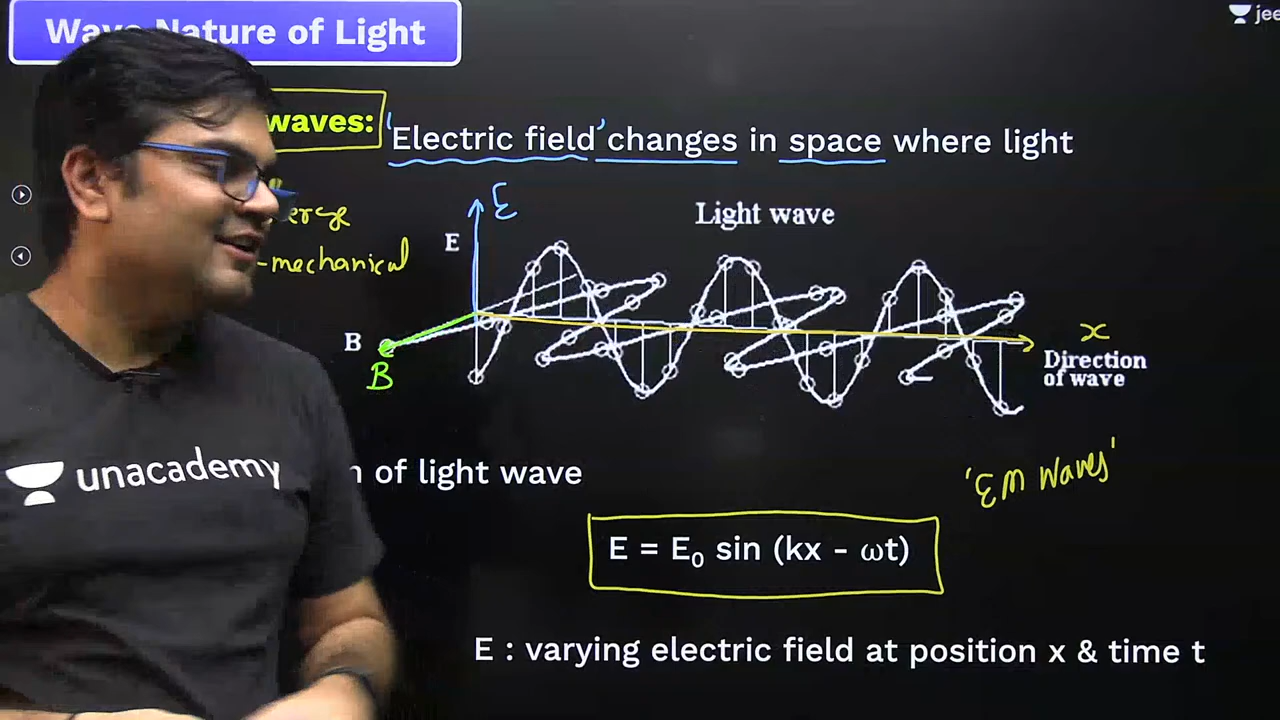 Wave Nature of Light
jee
waves:
'Electric field' changes in space where light
E
Light wave
E
-mechanical
B
B
x
Direction
of wave
unacademy
of light wave
'EM Waves'
E = E₀ sin (kx - ωt)
E : varying electric field at position x & time t